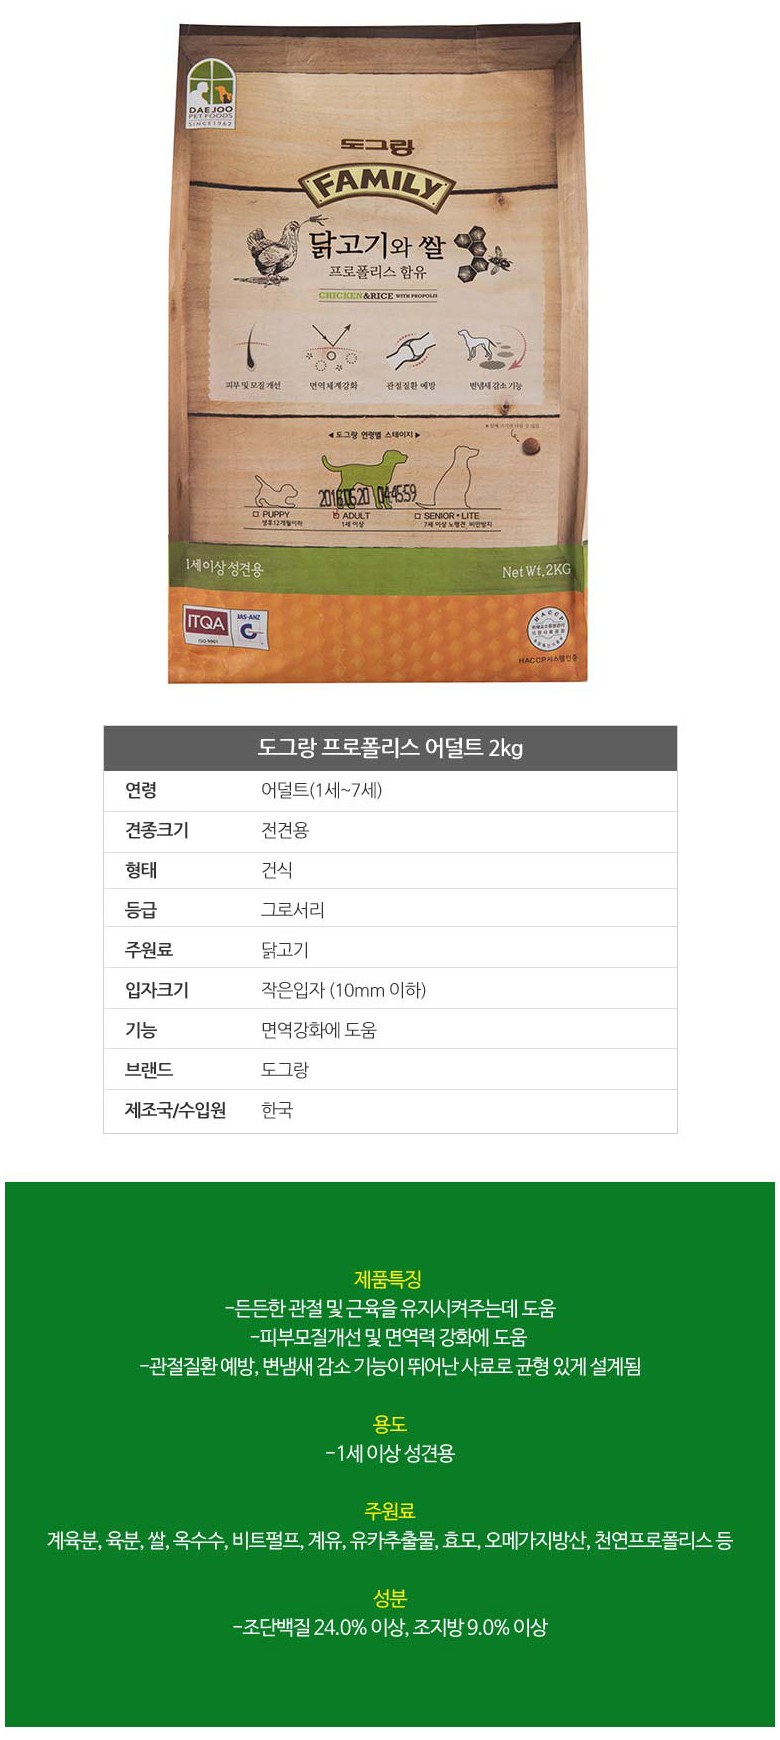 DAEJOO
PET FOODS
SINCE 1962
도그랑
FAMILY
닭고기와 쌀
프로폴리스 함유
CHICKEN & RICE WITH PROPOLIS
피부 및 모질 개선
면역체계강화
관절질환 예방
변냄새 감소 기능
◀ 도그랑 연령별 스테이지 ▶
2016.05.20 04:45:59
PUPPY
생후12개월이하
ADULT
1세 이상
SENIOR • LITE
7세 이상 노령견, 비만방지
1세이상 성견용
Net Wt. 2KG
ITQA
ISO 9001
JAS-ANZ
HACCP
HACCP시스템인증
도그랑 프로폴리스 어덜트 2kg
연령 어덜트(1세~7세)
견종크기 전견용
형태 건식
등급 그로서리
주원료 닭고기
입자크기 작은입자 (10mm 이하)
기능 면역강화에 도움
브랜드 도그랑
제조국/수입원 한국
제품특징
-든든한 관절 및 근육을 유지시켜주는데 도움
-피부모질개선 및 면역력 강화에 도움
-관절질환 예방, 변냄새 감소 기능이 뛰어난 사료로 균형 있게 설계됨
용도
-1세 이상 성견용
주원료
계육분, 육분, 쌀, 옥수수, 비트펄프, 계유, 유카추출물, 효모, 오메가지방산, 천연프로폴리스 등
성분
-조단백질 24.0% 이상, 조지방 9.0% 이상